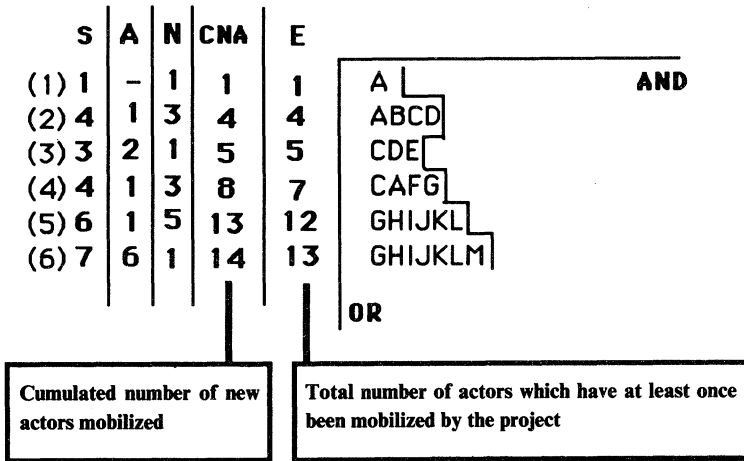 S A N CNA E
(1) 1 - 1 1 1 A AND
(2) 4 1 3 4 4 ABCD
(3) 3 2 1 5 5 CDE
(4) 4 1 3 8 7 CAFG
(5) 6 1 5 13 12 GHIJKL
(6) 7 6 1 14 13 GHIJKLM
OR
Cumulated number of new
actors mobilized
Total number of actors which have at least once
been mobilized by the project